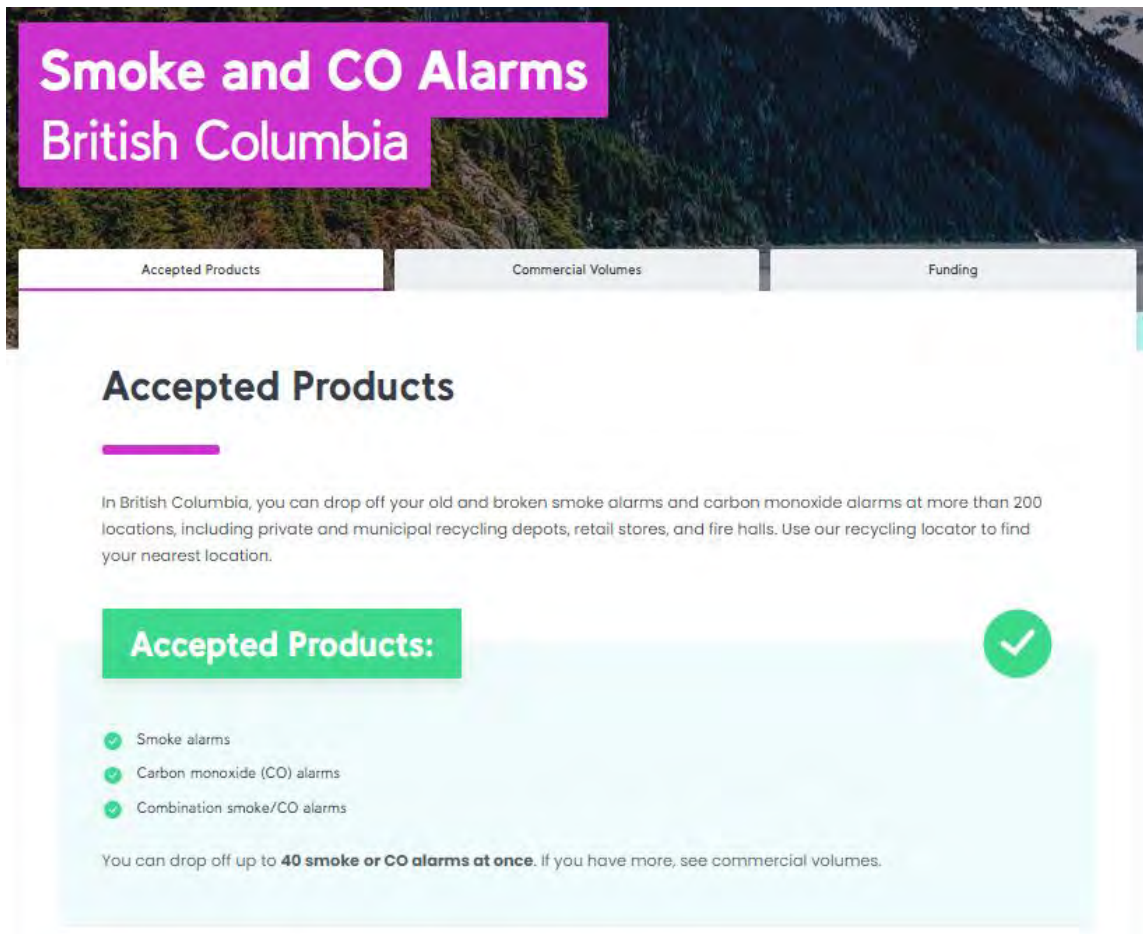 Smoke and CO Alarms
British Columbia
Accepted Products
Commercial Volumes
Funding
Accepted Products
In British Columbia, you can drop off your old and broken smoke alarms and carbon monoxide alarms at more than 200
locations, including private and municipal recycling depots, retail stores, and fire halls. Use our recycling locator to find
your nearest location.
Accepted Products:
Smoke alarms
Carbon monoxide (CO) alarms
Combination smoke/CO alarms
You can drop off up to 40 smoke or CO alarms at once. If you have more, see commercial volumes.